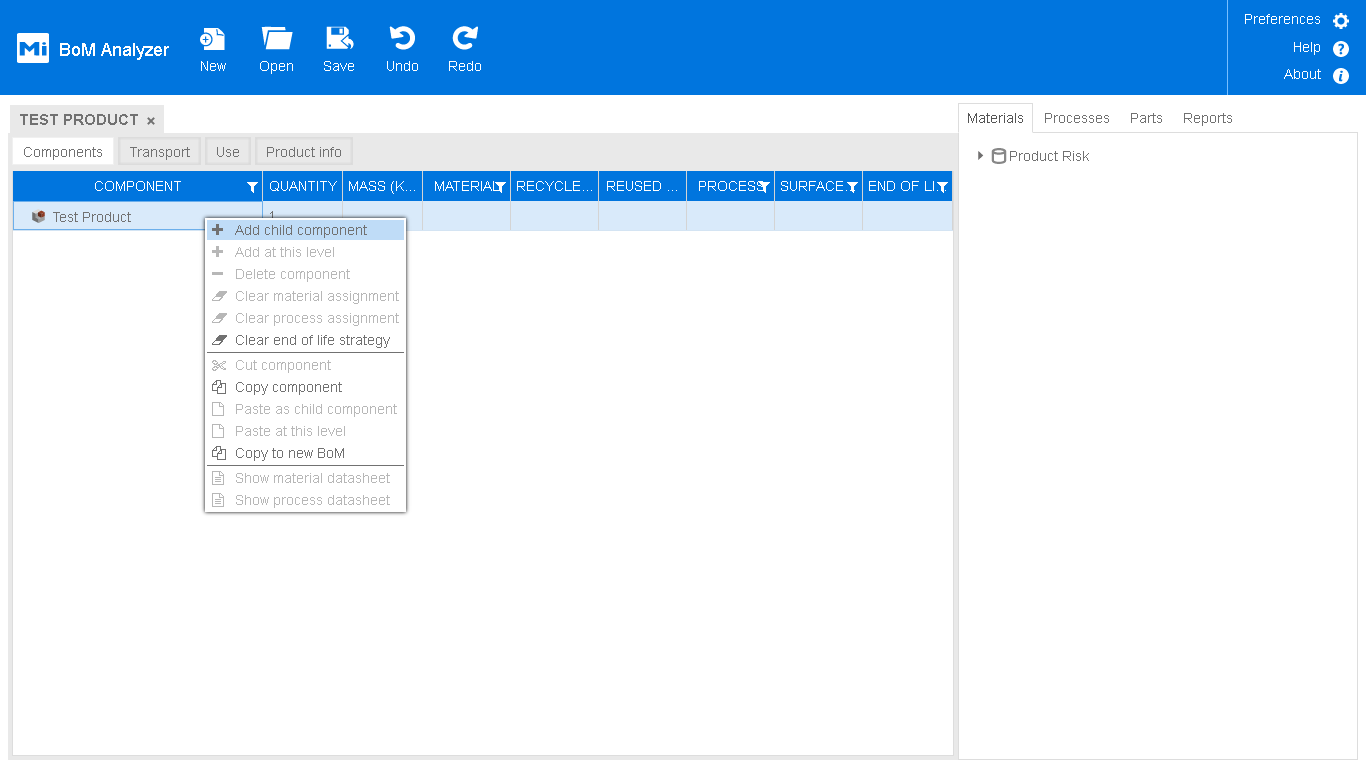 Mi BoM Analyzer New Open Save Undo Redo
Preferences
Help
About
TEST PRODUCT ×
Components Transport Use Product info
COMPONENT QUANTITY MASS (K... MATERIAL RECYCLE... REUSED ... PROCESS SURFACE END OF LI
Test Product 1
Add child component
Add at this level
Delete component
Clear material assignment
Clear process assignment
Clear end of life strategy
Cut component
Copy component
Paste as child component
Paste at this level
Copy to new BoM
Show material datasheet
Show process datasheet
Materials Processes Parts Reports
Product Risk